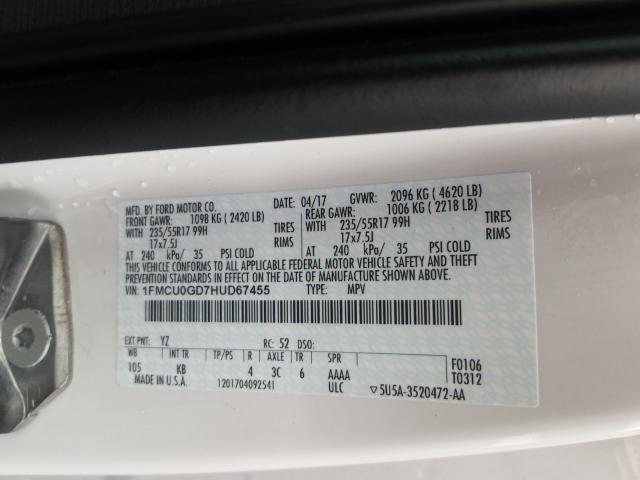 MFD. BY FORD MOTOR CO. DATE: 04/17 GVWR: 2096 KG ( 4620 LB)
FRONT GAWR: 1098 KG ( 2420 LB) REAR GAWR: 1006 KG ( 2218 LB)
WITH 235/55R17 99H TIRES WITH 235/55R17 99H TIRES
17x7.5J RIMS 17x7.5J RIMS
AT 240 kPa/ 35 PSI COLD AT 240 kPa/ 35 PSI COLD
THIS VEHICLE CONFORMS TO ALL APPLICABLE FEDERAL MOTOR VEHICLE SAFETY AND THEFT
PREVENTION STANDARDS IN EFFECT ON THE DATE OF MANUFACTURE SHOWN ABOVE.
VIN: 1FMCU0GD7HUD67455 TYPE: MPV
EXT PNT: YZ RC: 52 DSO:
WB INT TR TP/PS R AXLE TR SPR F0106
105 KB 4 3C 6 AAAA T0312
MADE IN U.S.A. 1201704092541 ULC ▽5U5A-3520472-AA